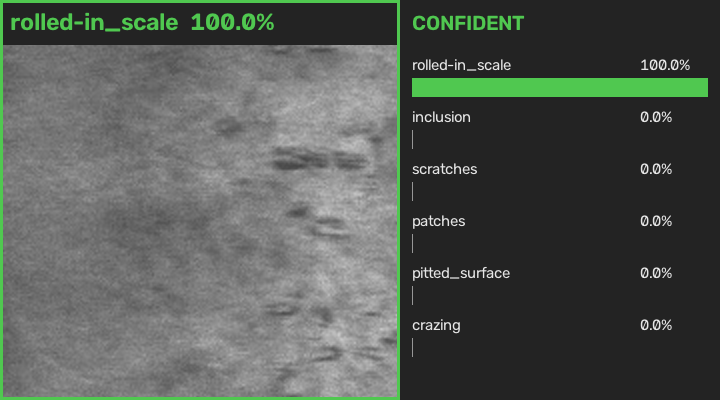 rolled-in_scale 100.0%
CONFIDENT
rolled-in_scale 100.0%
inclusion 0.0%
scratches 0.0%
patches 0.0%
pitted_surface 0.0%
crazing 0.0%